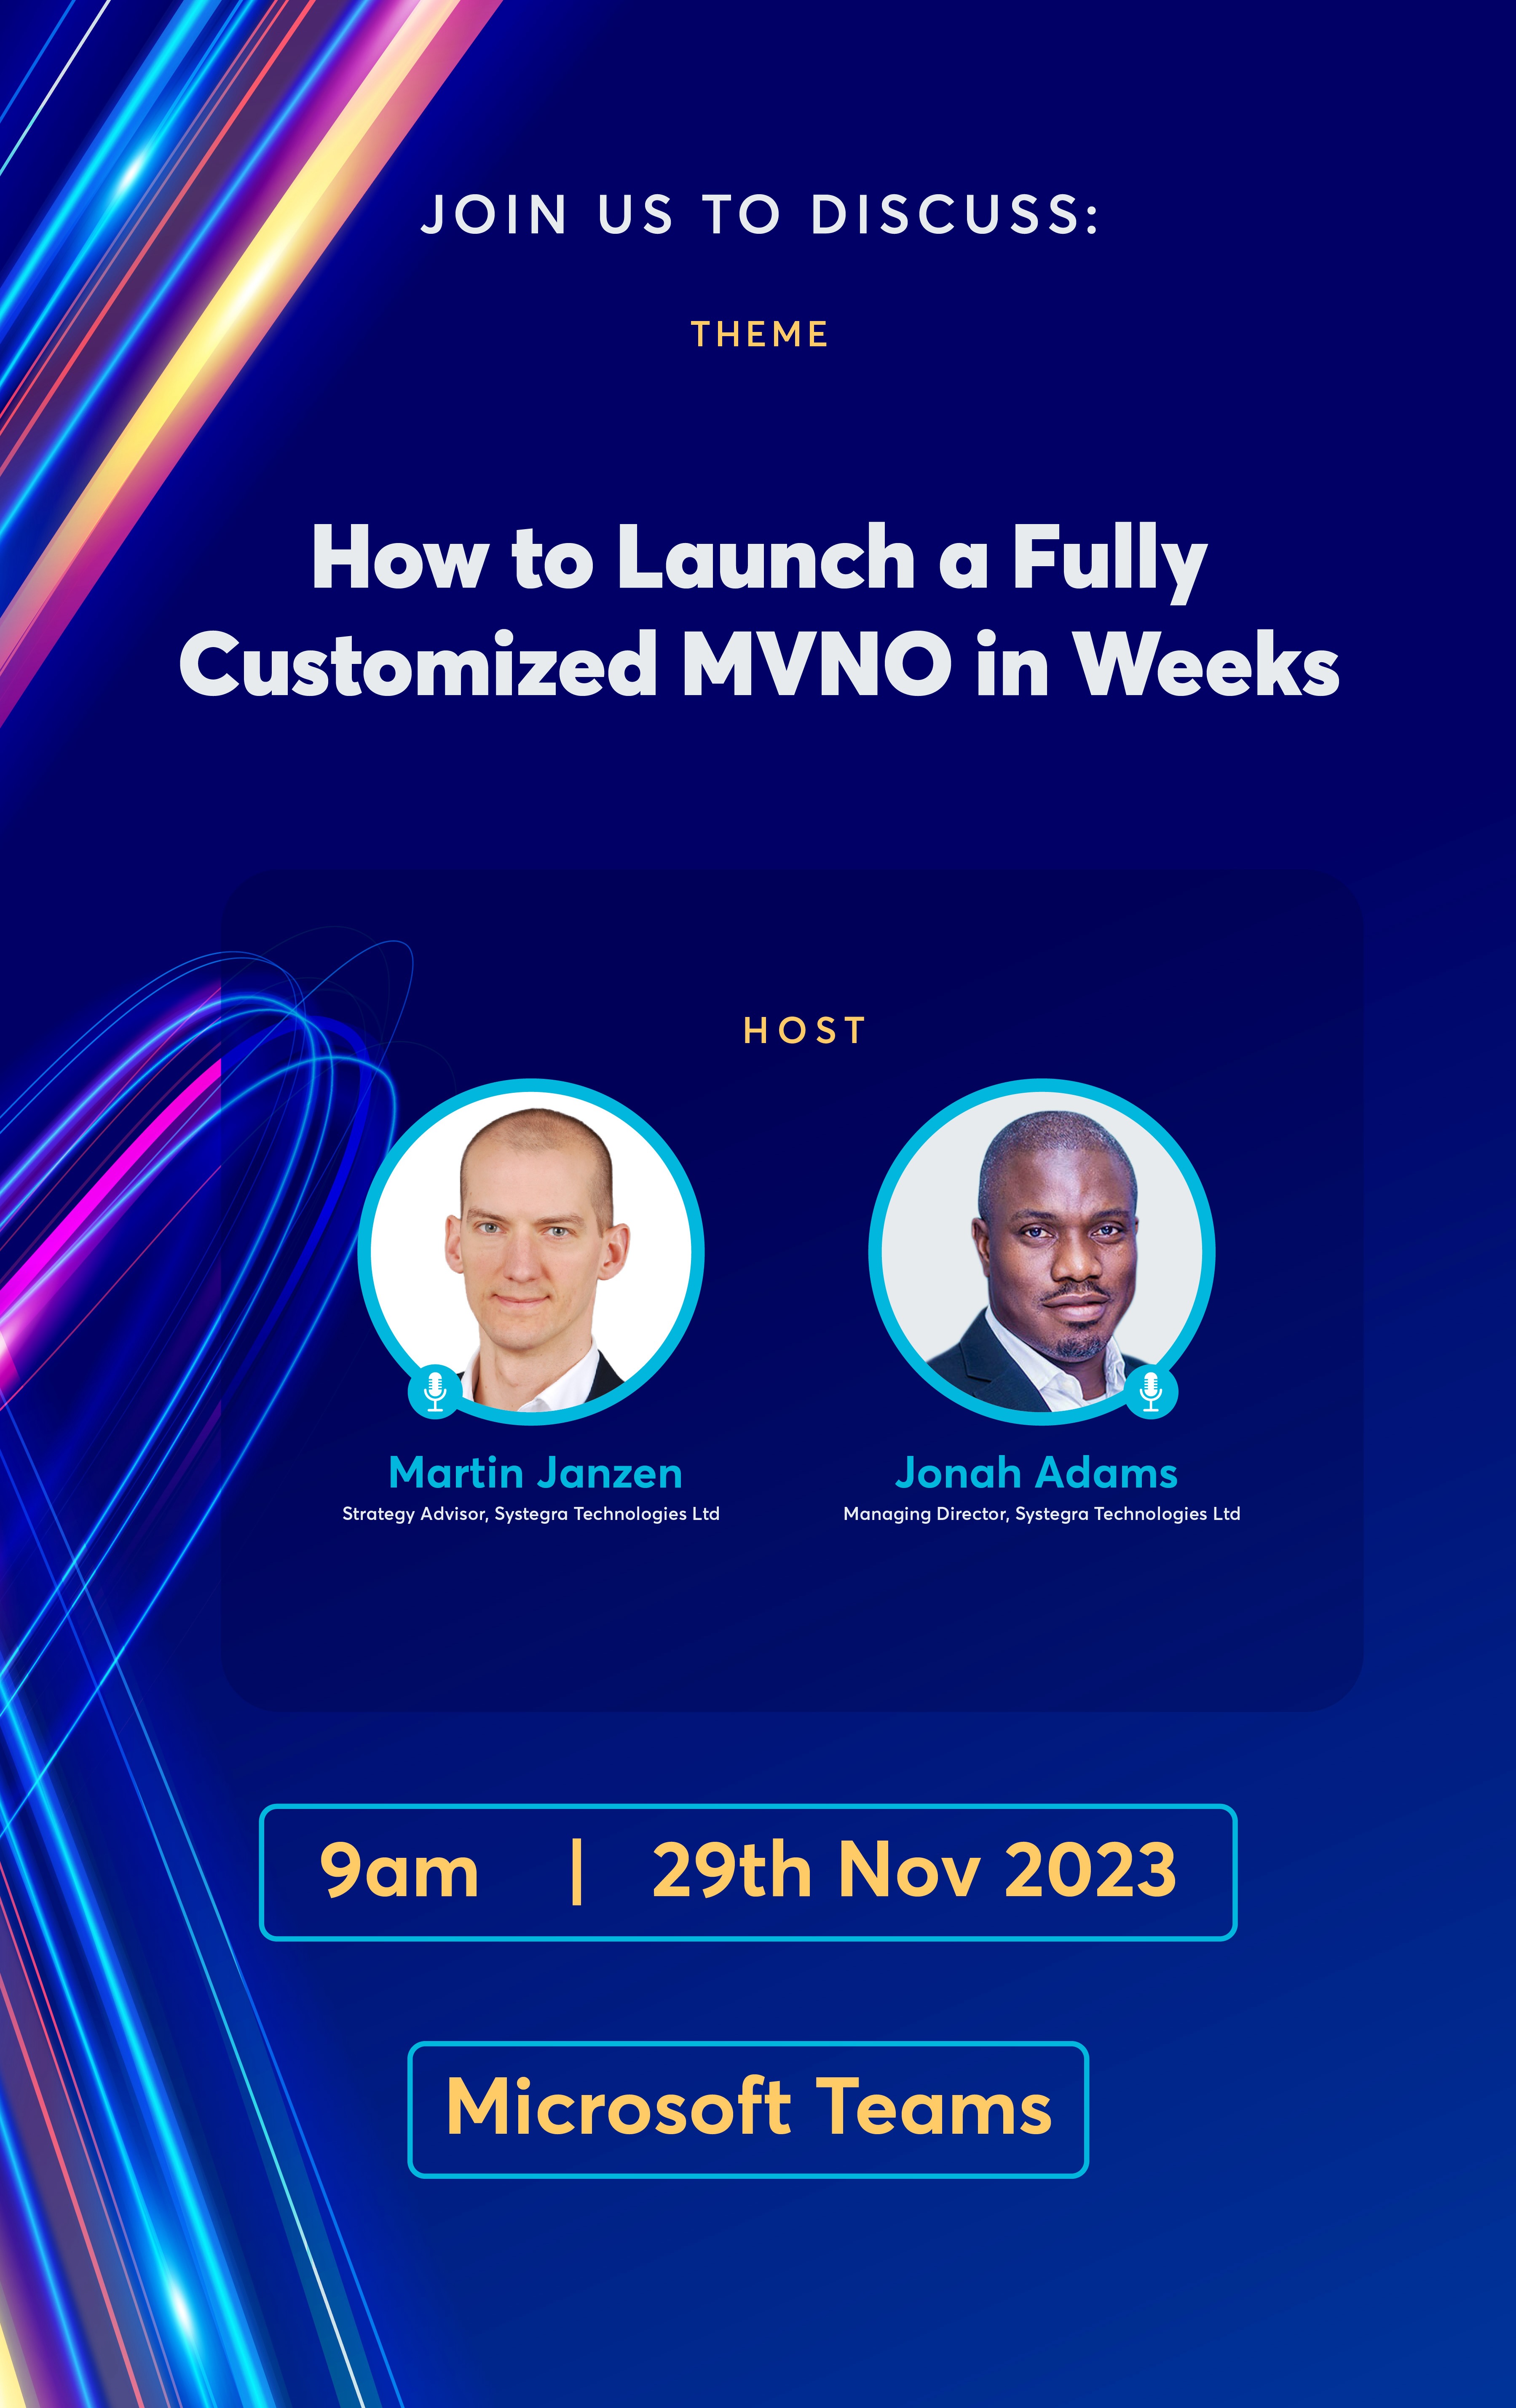 JOIN US TO DISCUSS:
THEME
How to Launch a Fully
Customized MVNO in Weeks
HOST
Martin Janzen
Strategy Advisor, Systegra Technologies Ltd
Jonah Adams
Managing Director, Systegra Technologies Ltd
9am | 29th Nov 2023
Microsoft Teams